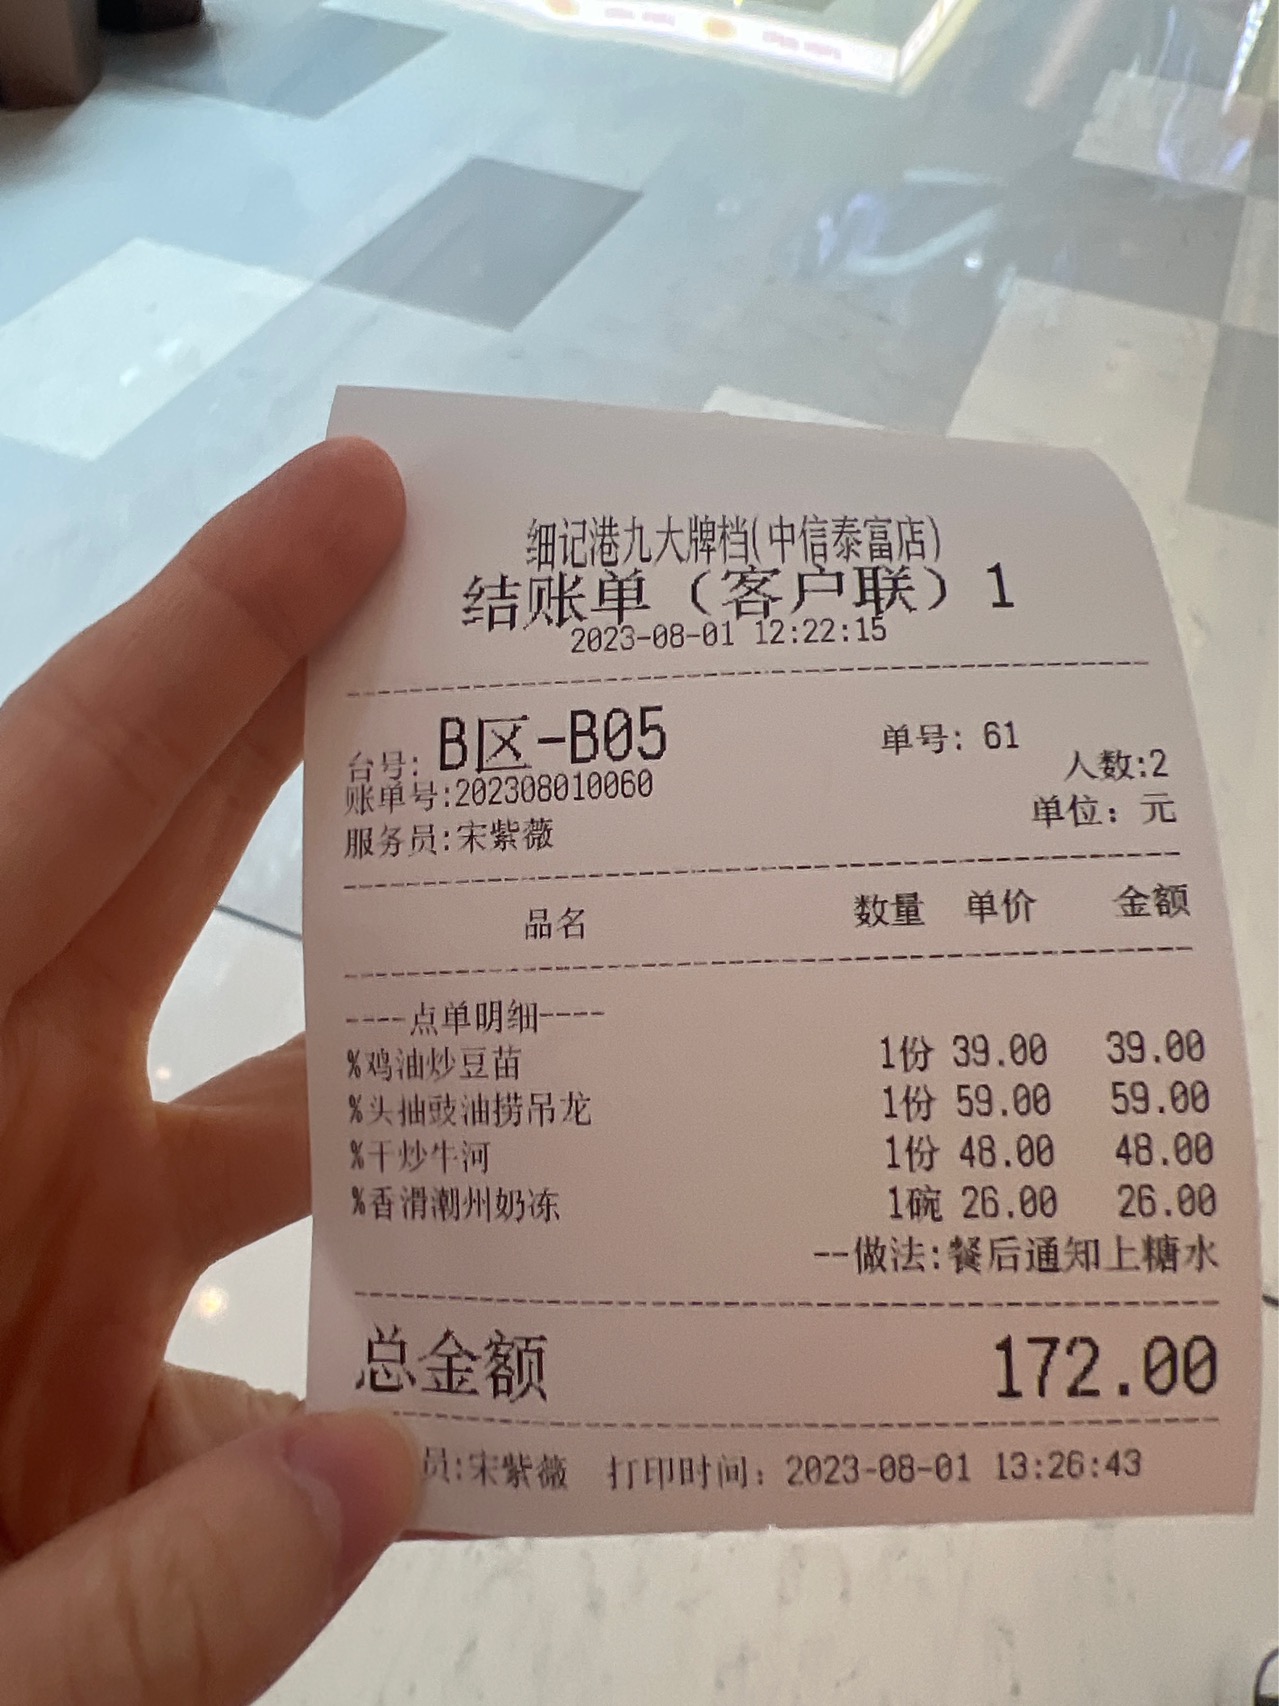 细记港九大牌档(中信泰富店)
结账单（客户联）1
2023-08-01 12:22:15
台号: B区-B05 单号: 61
人数:2
账单号:202308010060
单位: 元
服务员:宋紫薇
品名 数量 单价 金额
----点单明细----
%鸡油炒豆苗 1份 39.00 39.00
%头抽豉油捞吊龙 1份 59.00 59.00
%干炒牛河 1份 48.00 48.00
%香滑潮州奶冻 1碗 26.00 26.00
--做法:餐后通知上糖水
总金额 172.00
员:宋紫薇 打印时间: 2023-08-01 13:26:43